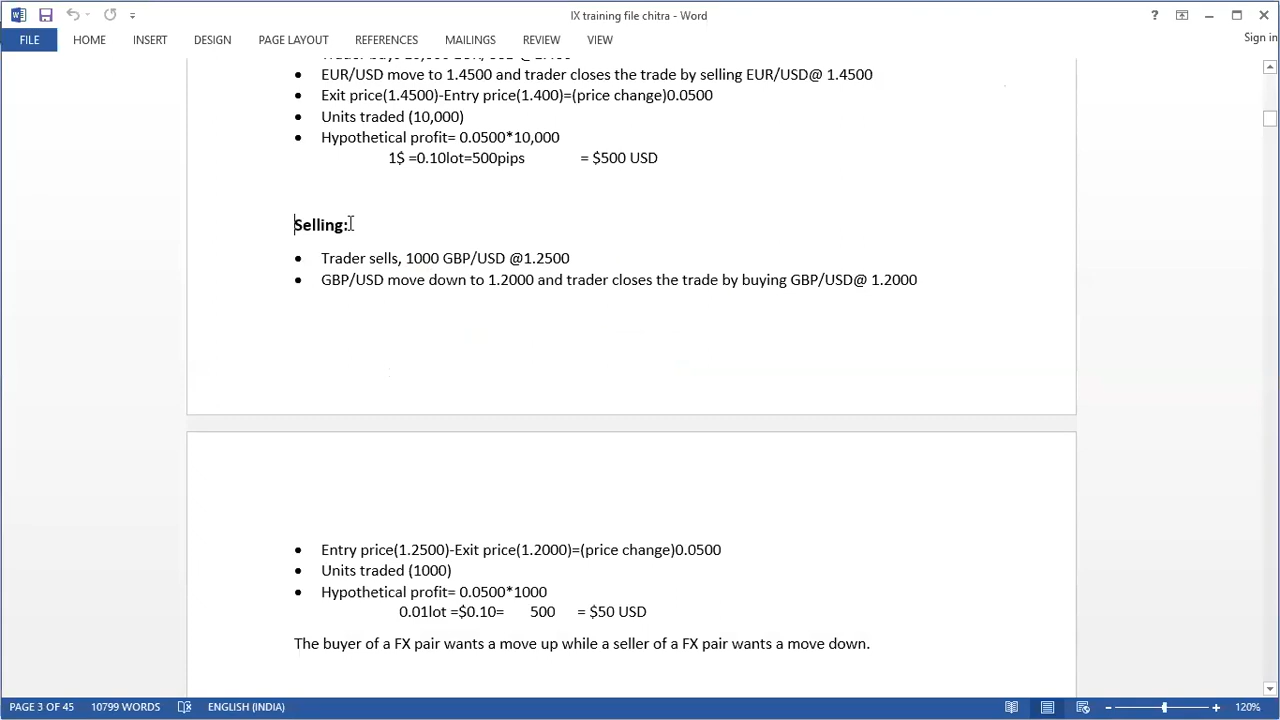 IX training file chitra - Word
?
Sign in
FILE HOME INSERT DESIGN PAGE LAYOUT REFERENCES MAILINGS REVIEW VIEW
• EUR/USD move to 1.4500 and trader closes the trade by selling EUR/USD@ 1.4500
• Exit price(1.4500)-Entry price(1.400)=(price change)0.0500
• Units traded (10,000)
• Hypothetical profit= 0.0500*10,000
1$ =0.10lot=500pips = $500 USD
Selling:
• Trader sells, 1000 GBP/USD @1.2500
• GBP/USD move down to 1.2000 and trader closes the trade by buying GBP/USD@ 1.2000
• Entry price(1.2500)-Exit price(1.2000)=(price change)0.0500
• Units traded (1000)
• Hypothetical profit= 0.0500*1000
0.01lot =$0.10= 500 = $50 USD
The buyer of a FX pair wants a move up while a seller of a FX pair wants a move down.
PAGE 3 OF 45 10799 WORDS ENGLISH (INDIA) 120%